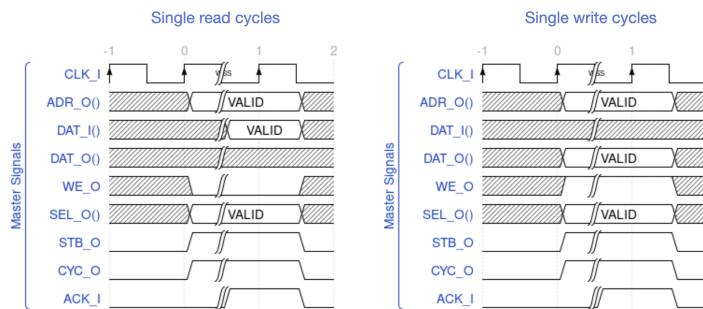 Single read cycles
-1 0 1 2
CLK_I
wss
ADR_O() VALID
DAT_I() VALID
DAT_O()
WE_O
SEL_O() VALID
STB_O
CYC_O
ACK_I
Master Signals
Single write cycles
-1 0 1
CLK_I
wss
ADR_O() VALID
DAT_I()
DAT_O() VALID
WE_O
SEL_O() VALID
STB_O
CYC_O
ACK_I
Master Signals